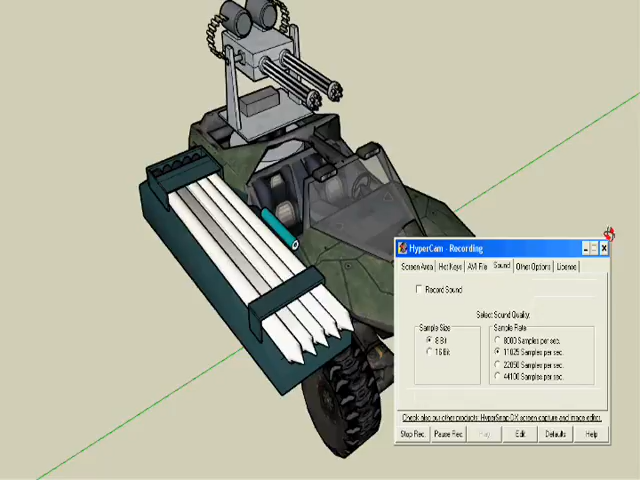 HyperCam - Recording
Screen Area Hot Keys AVI File Sound Other Options License
Record Sound
Select Sound Quality:
Sample Size
8 Bit
16 Bit
Sample Rate
8000 Samples per sec.
11025 Samples per sec.
22050 Samples per sec.
44100 Samples per sec.
Check also our other products: HyperSnap-DX screen capture and image editor.
Stop Rec. Pause Rec. Play Edit Defaults Help